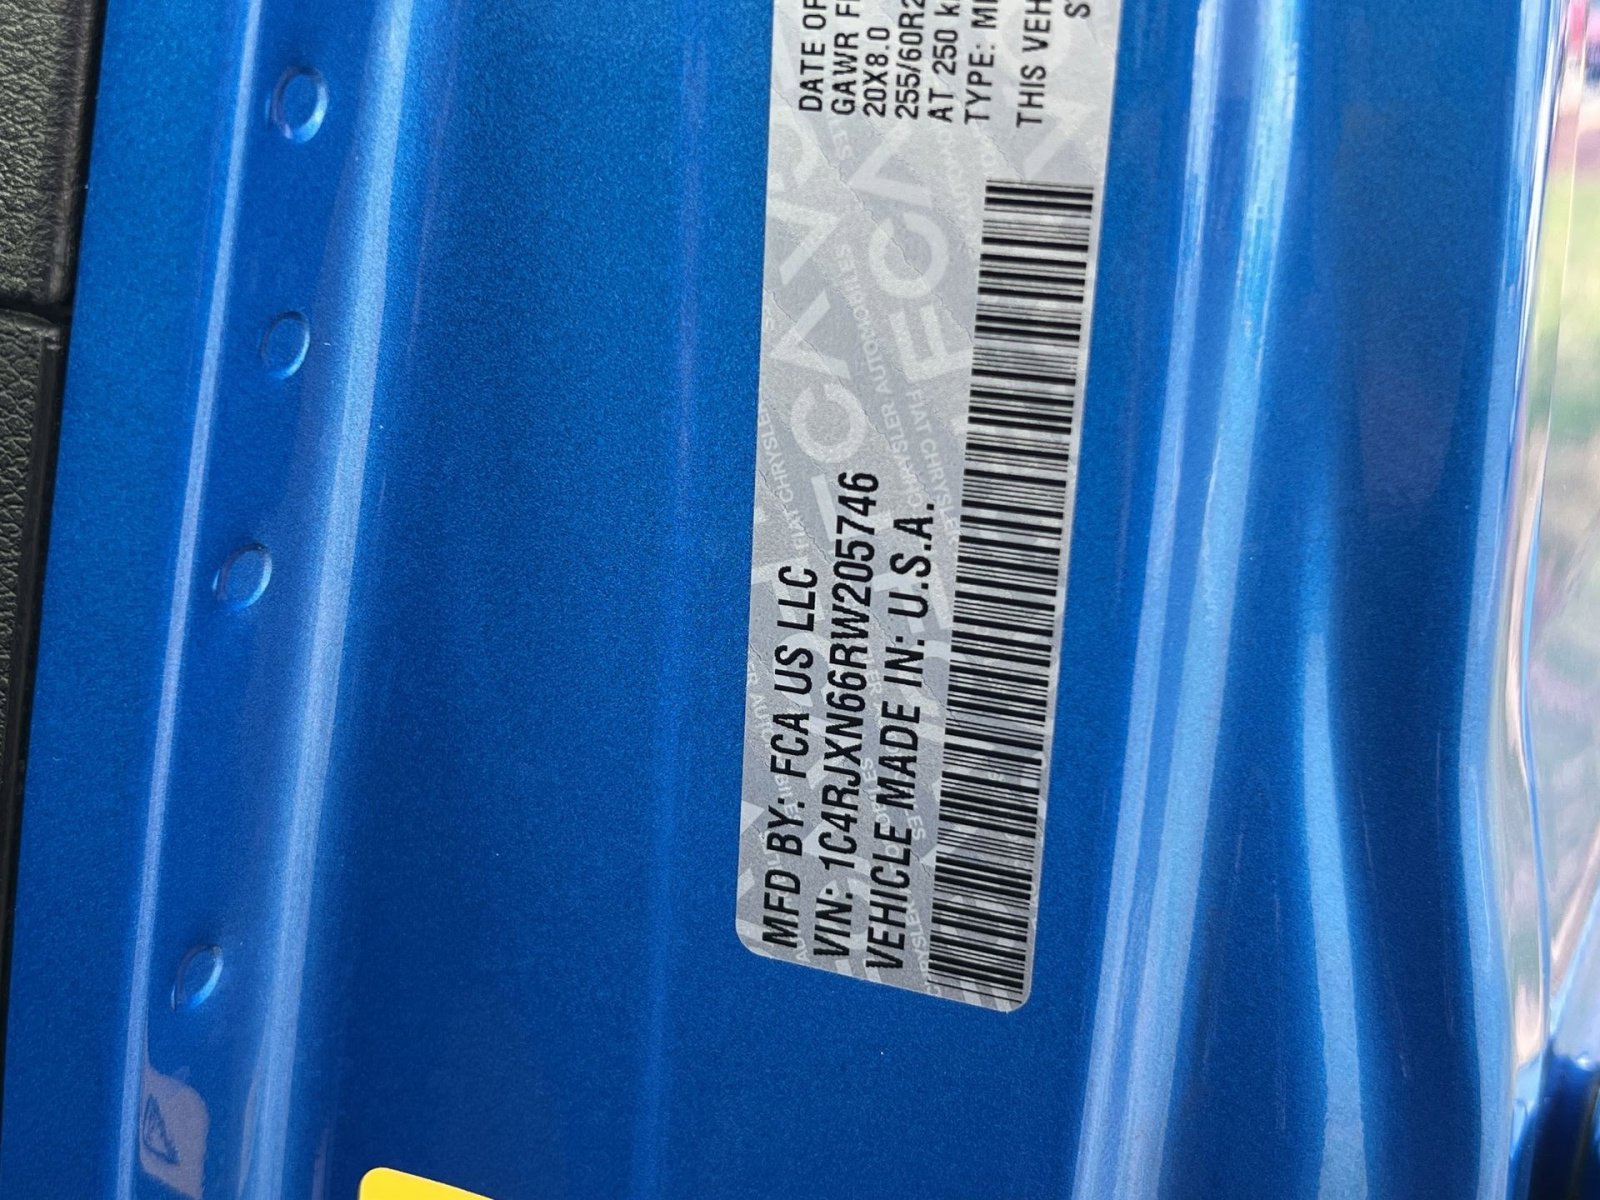 MFD BY: FCA US LLC
VIN: 1C4RJXN66RW205746
VEHICLE MADE IN: U.S.A.
DATE OF
GAWR
20X8.0
255/60R2
AT 250
TYPE:
THIS VEH